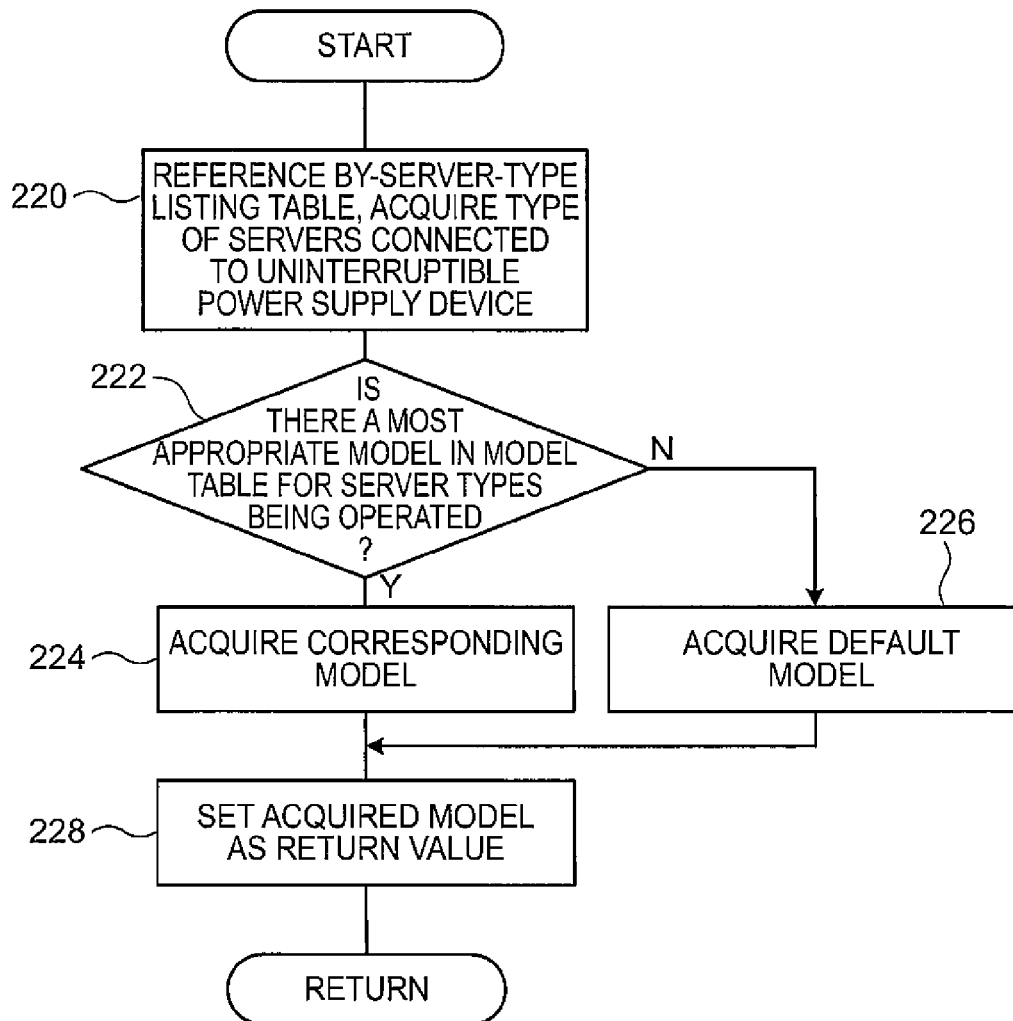 START
220
REFERENCE BY-SERVER-TYPE
LISTING TABLE, ACQUIRE TYPE
OF SERVERS CONNECTED
TO UNINTERRUPTIBLE
POWER SUPPLY DEVICE
222
IS
THERE A MOST
APPROPRIATE MODEL IN MODEL
TABLE FOR SERVER TYPES
BEING OPERATED
?
N
Y
226
224
ACQUIRE CORRESPONDING
MODEL
ACQUIRE DEFAULT
MODEL
228
SET ACQUIRED MODEL
AS RETURN VALUE
RETURN